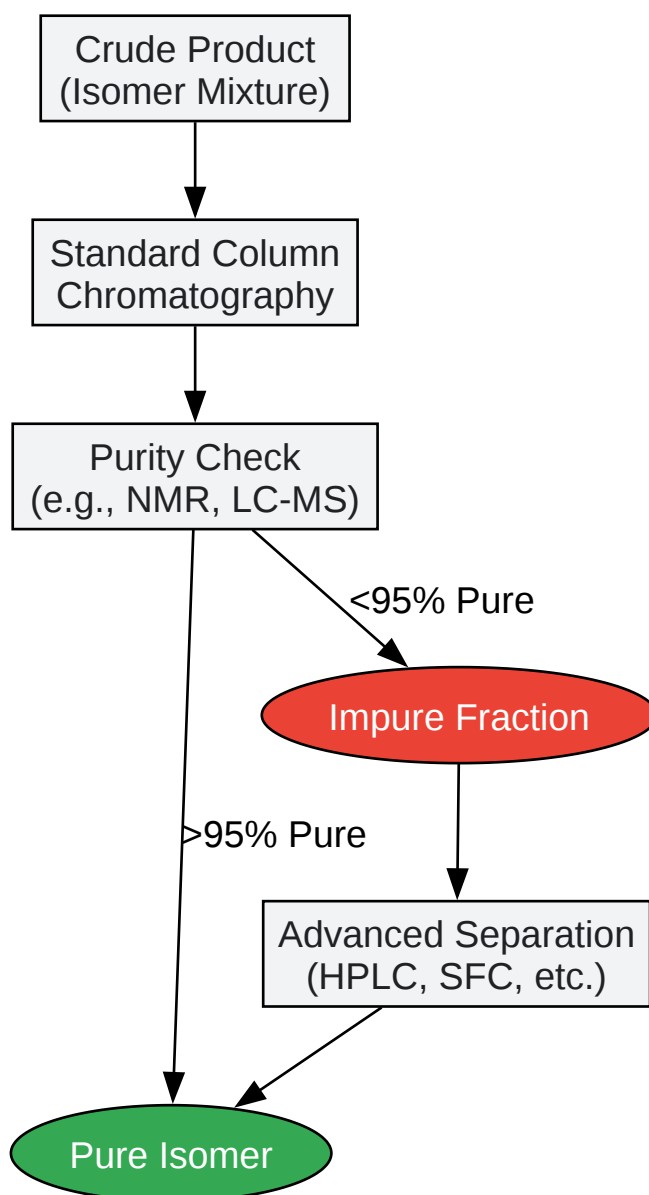 Crude Product
(Isomer Mixture)
Standard Column
Chromatography
Purity Check
(e.g., NMR, LC-MS)
<95% Pure
Impure Fraction
>95% Pure
Advanced Separation
(HPLC, SFC, etc.)
Pure Isomer